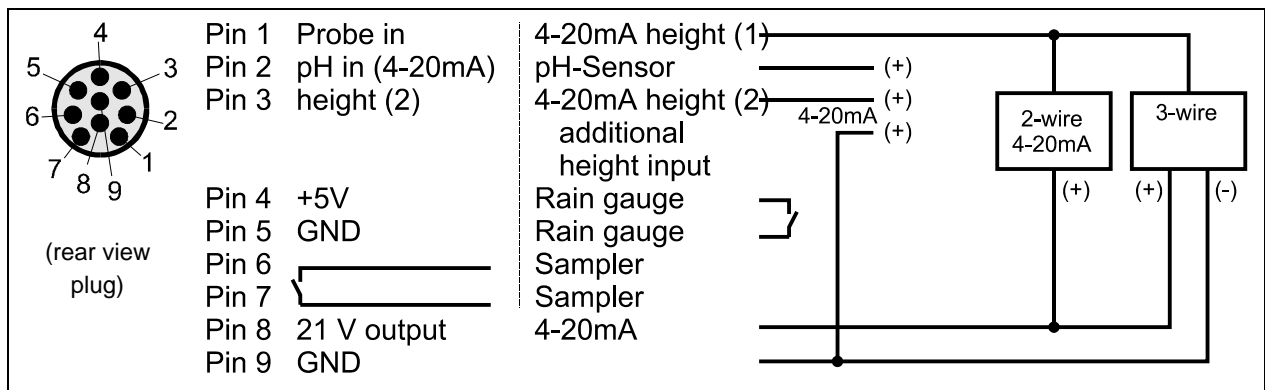 4
5
3
6
2
7
1
8
9
(rear view
plug)
Pin 1 Probe in 4-20mA height (1)
Pin 2 pH in (4-20mA) pH-Sensor (+)
Pin 3 height (2) 4-20mA height (2) (+)
4-20mA (+)
additional
height input
Pin 4 +5V Rain gauge
Pin 5 GND Rain gauge
Pin 6 Sampler
Pin 7 Sampler
Pin 8 21 V output 4-20mA
Pin 9 GND
2-wire
4-20mA
(+)
3-wire
(+) (-)